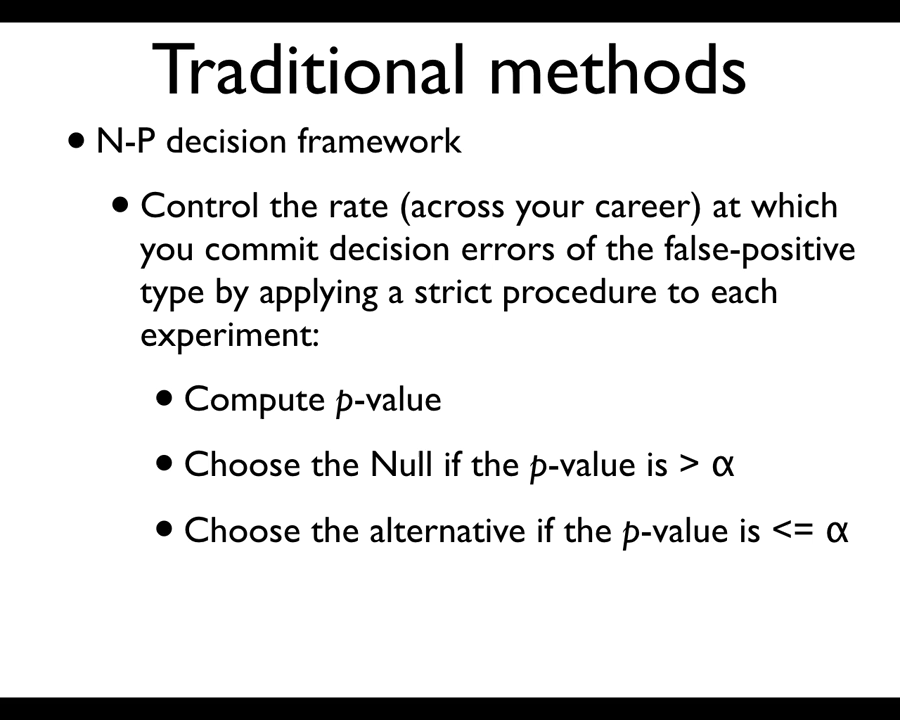 Traditional methods
• N-P decision framework
• Control the rate (across your career) at which
you commit decision errors of the false-positive
type by applying a strict procedure to each
experiment:
• Compute p-value
• Choose the Null if the p-value is > α
• Choose the alternative if the p-value is <= α